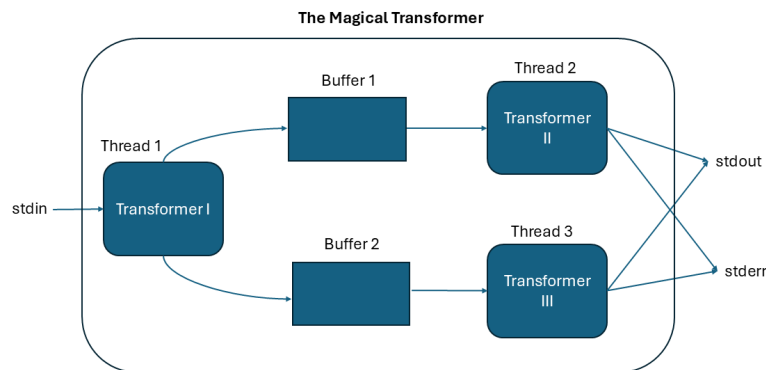 The Magical Transformer
Buffer 1
Thread 2
Transformer
II
Thread 1
stdout
stdin
Transformer I
Buffer 2
Thread 3
Transformer
III
stderr